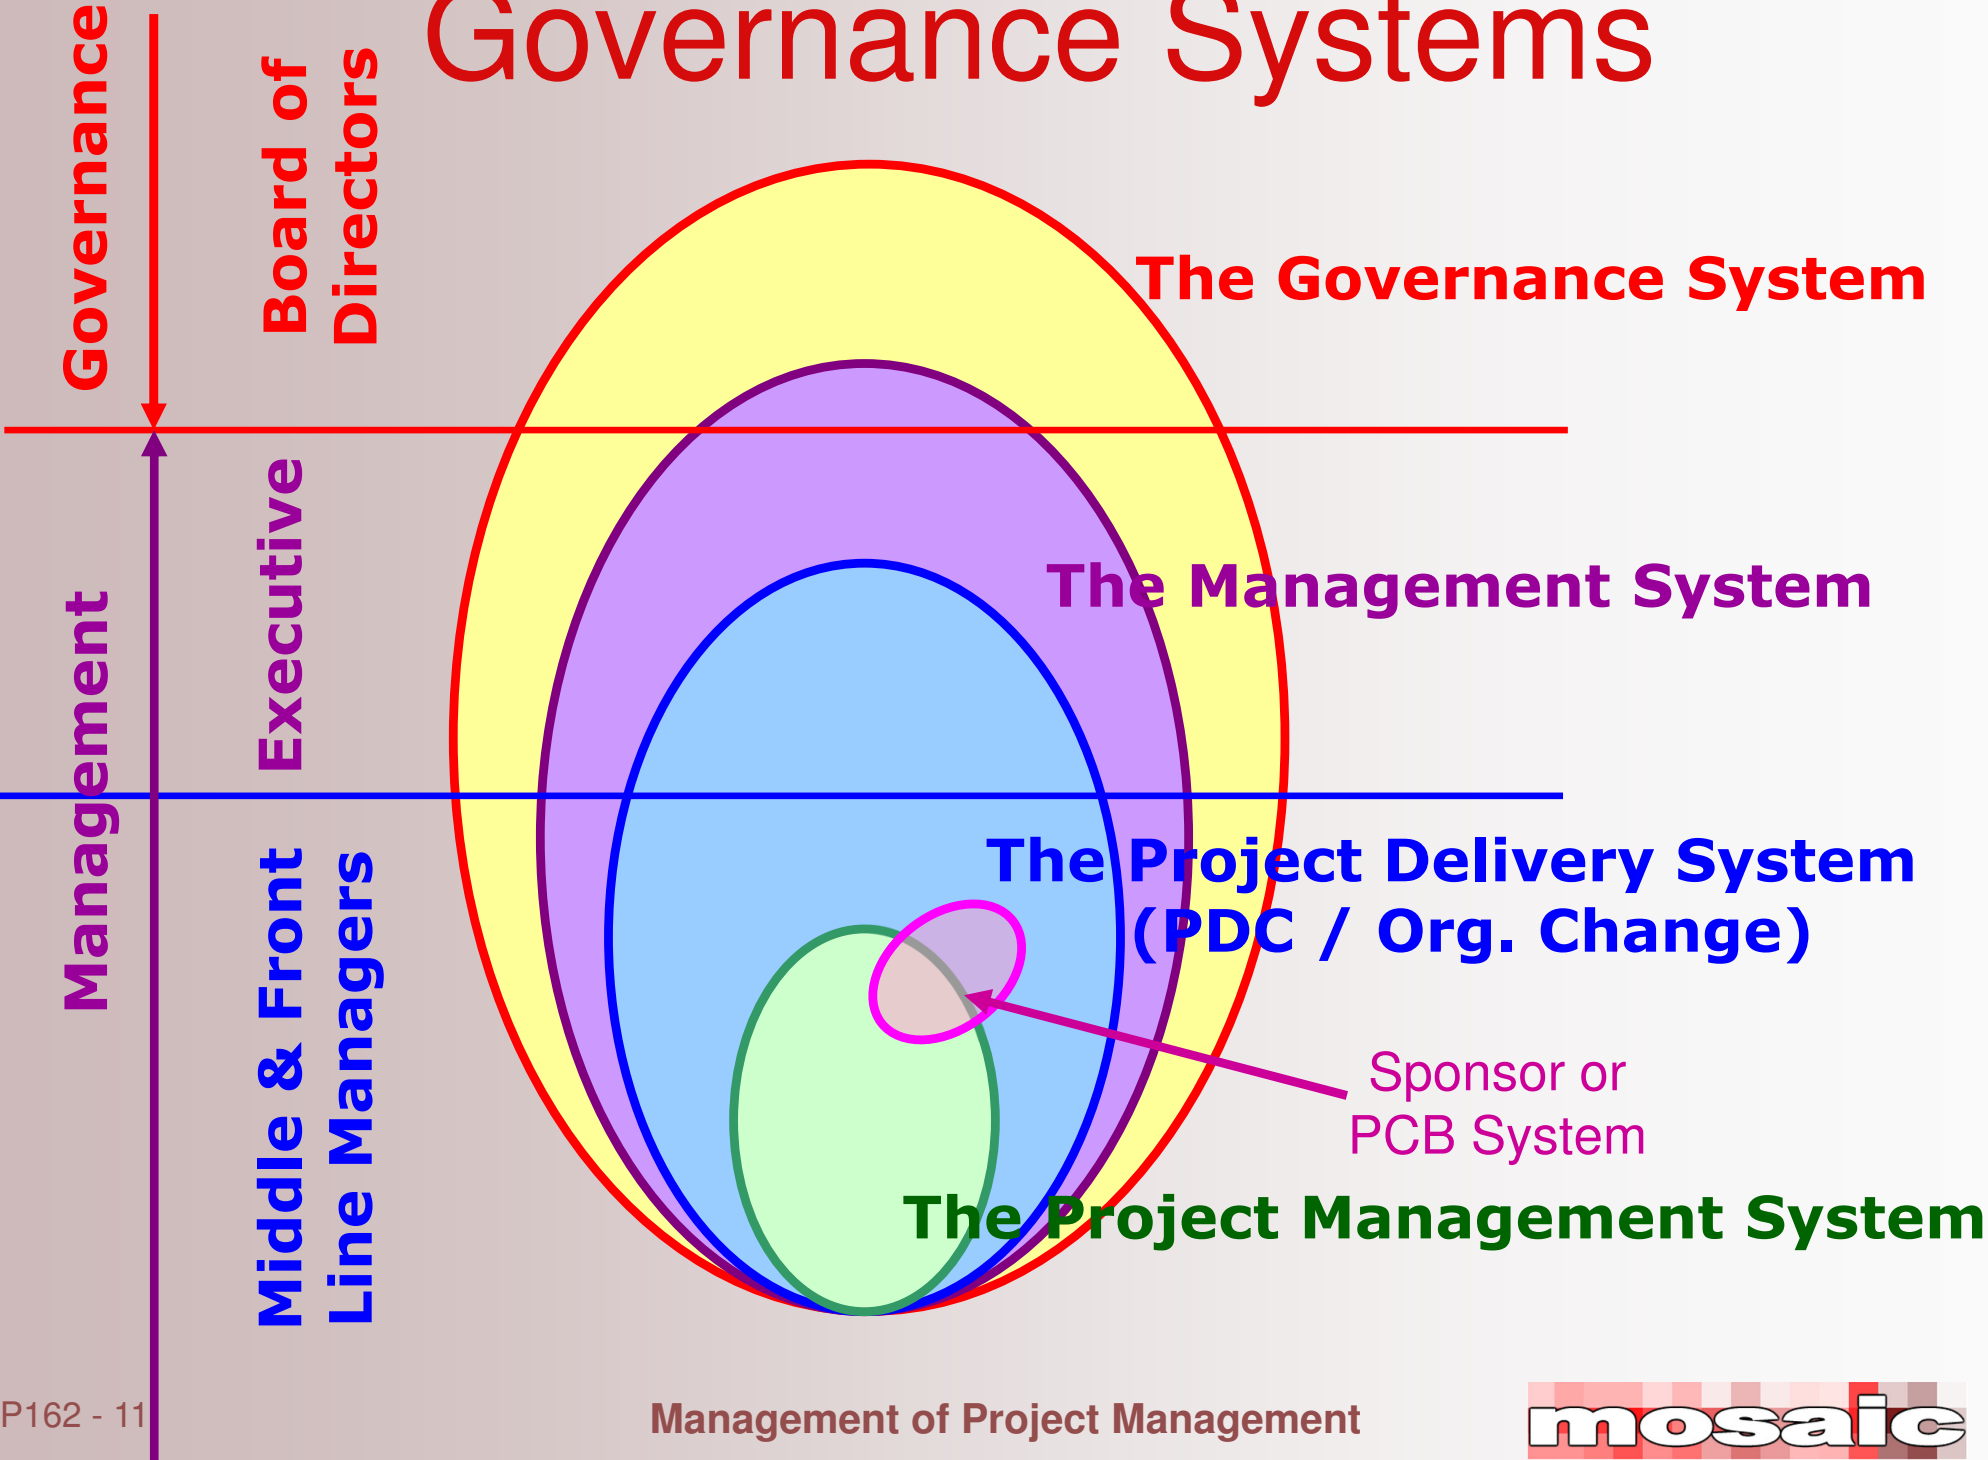 Governance Systems
Governance
Board of
Directors
The Governance System
Management
Executive
The Management System
Middle & Front
Line Managers
The Project Delivery System
(PDC / Org. Change)
Sponsor or
PCB System
The Project Management System
P162 - 11
Management of Project Management
mosaic